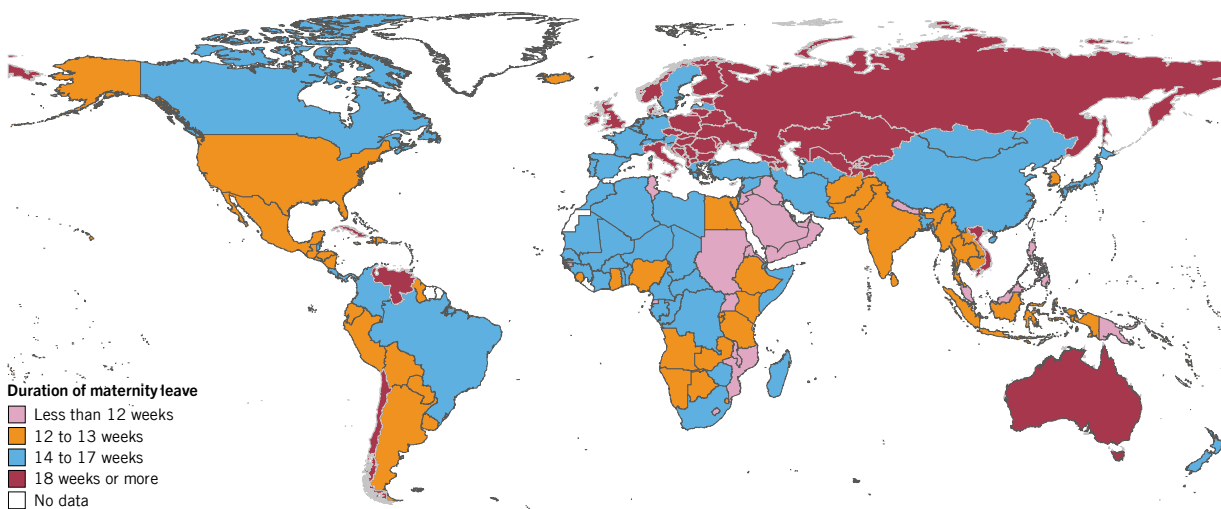 Duration of maternity leave
Less than 12 weeks
12 to 13 weeks
14 to 17 weeks
18 weeks or more
No data